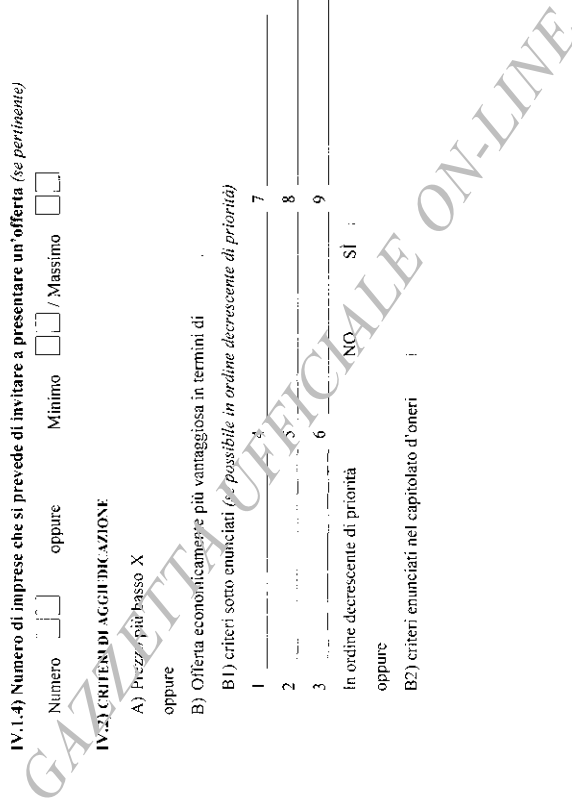 IV.1.4) Numero di imprese che si prevede di invitare a presentare un'offerta (se pertinente)
Numero oppure Minimo / Massimo
IV.2) CRITERI DI AGGIUDICAZIONE
A) Prezzo più basso X
oppure
B) Offerta economicamente più vantaggiosa in termini di
B1) criteri sotto enunciati (se possibile in ordine decrescente di priorità)
1 4 7
2 5 8
3 6 9
In ordine decrescente di priorità NO SÌ
oppure
B2) criteri enunciati nel capitolato d'oneri
GAZZETTA UFFICIALE ON-LINE